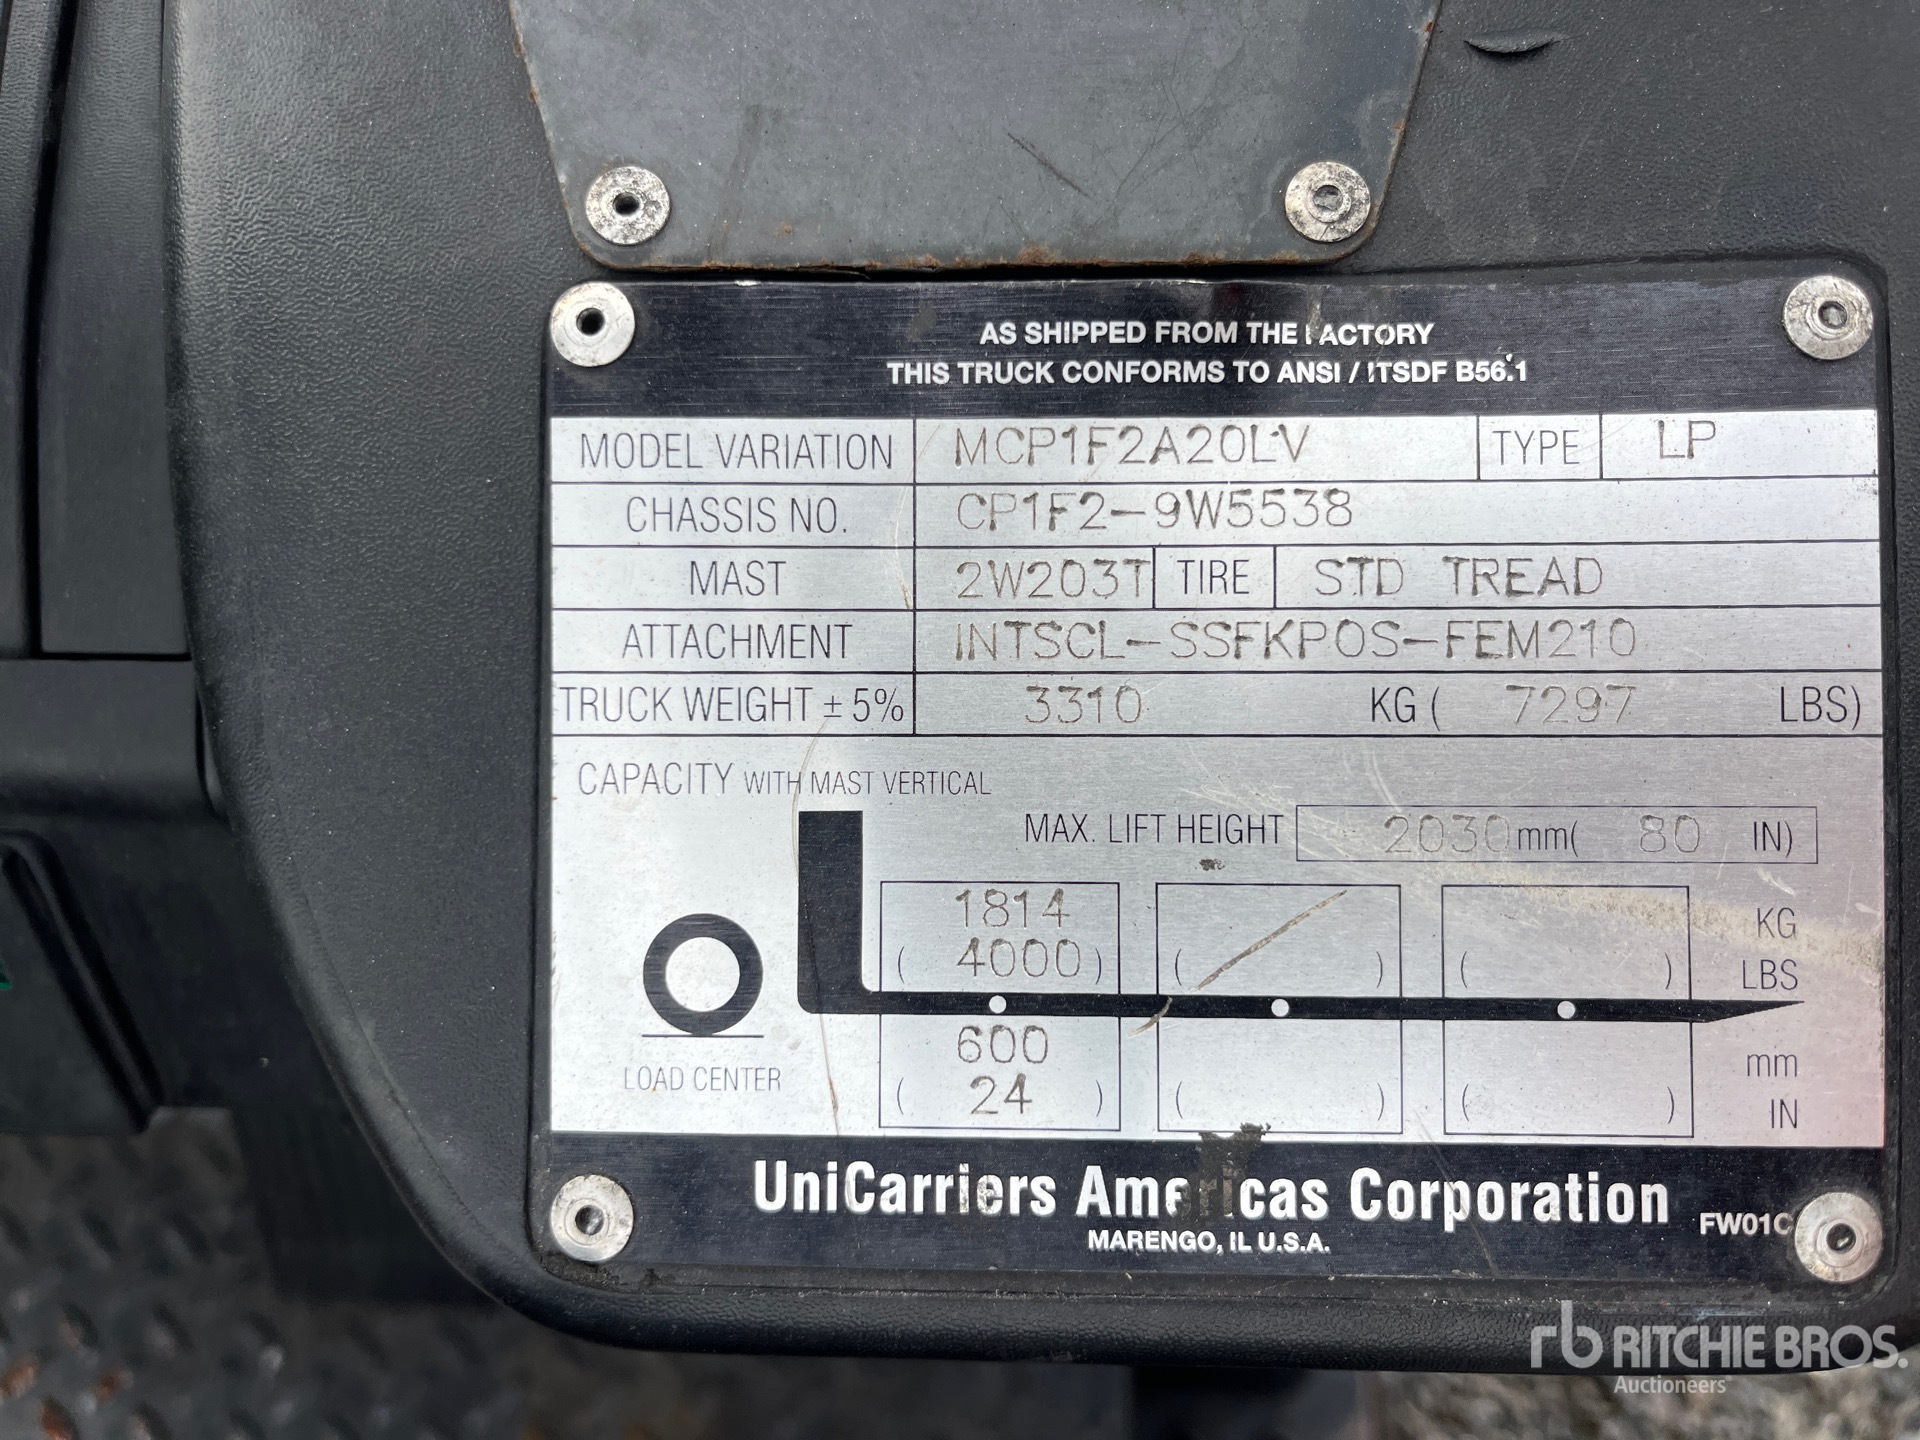 AS SHIPPED FROM THE FACTORY
THIS TRUCK CONFORMS TO ANSI / ITSDF B56.1
MODEL VARIATION MCP1F2A20LV TYPE LP
CHASSIS NO. CP1F2-9W5538
MAST 2W203T TIRE STD TREAD
ATTACHMENT INTSCL-SSFKPOS-FEM210
TRUCK WEIGHT ± 5% 3310 KG ( 7297 LBS)
CAPACITY WITH MAST VERTICAL
MAX. LIFT HEIGHT 2030 mm( 80 IN)
1814 KG
( 4000 ) ( ) ( ) LBS
600 mm
LOAD CENTER ( 24 ) ( ) ( ) IN
UniCarriers Americas Corporation FW01C
MARENGO, IL U.S.A.
rb RITCHIE BROS.
Auctioneers